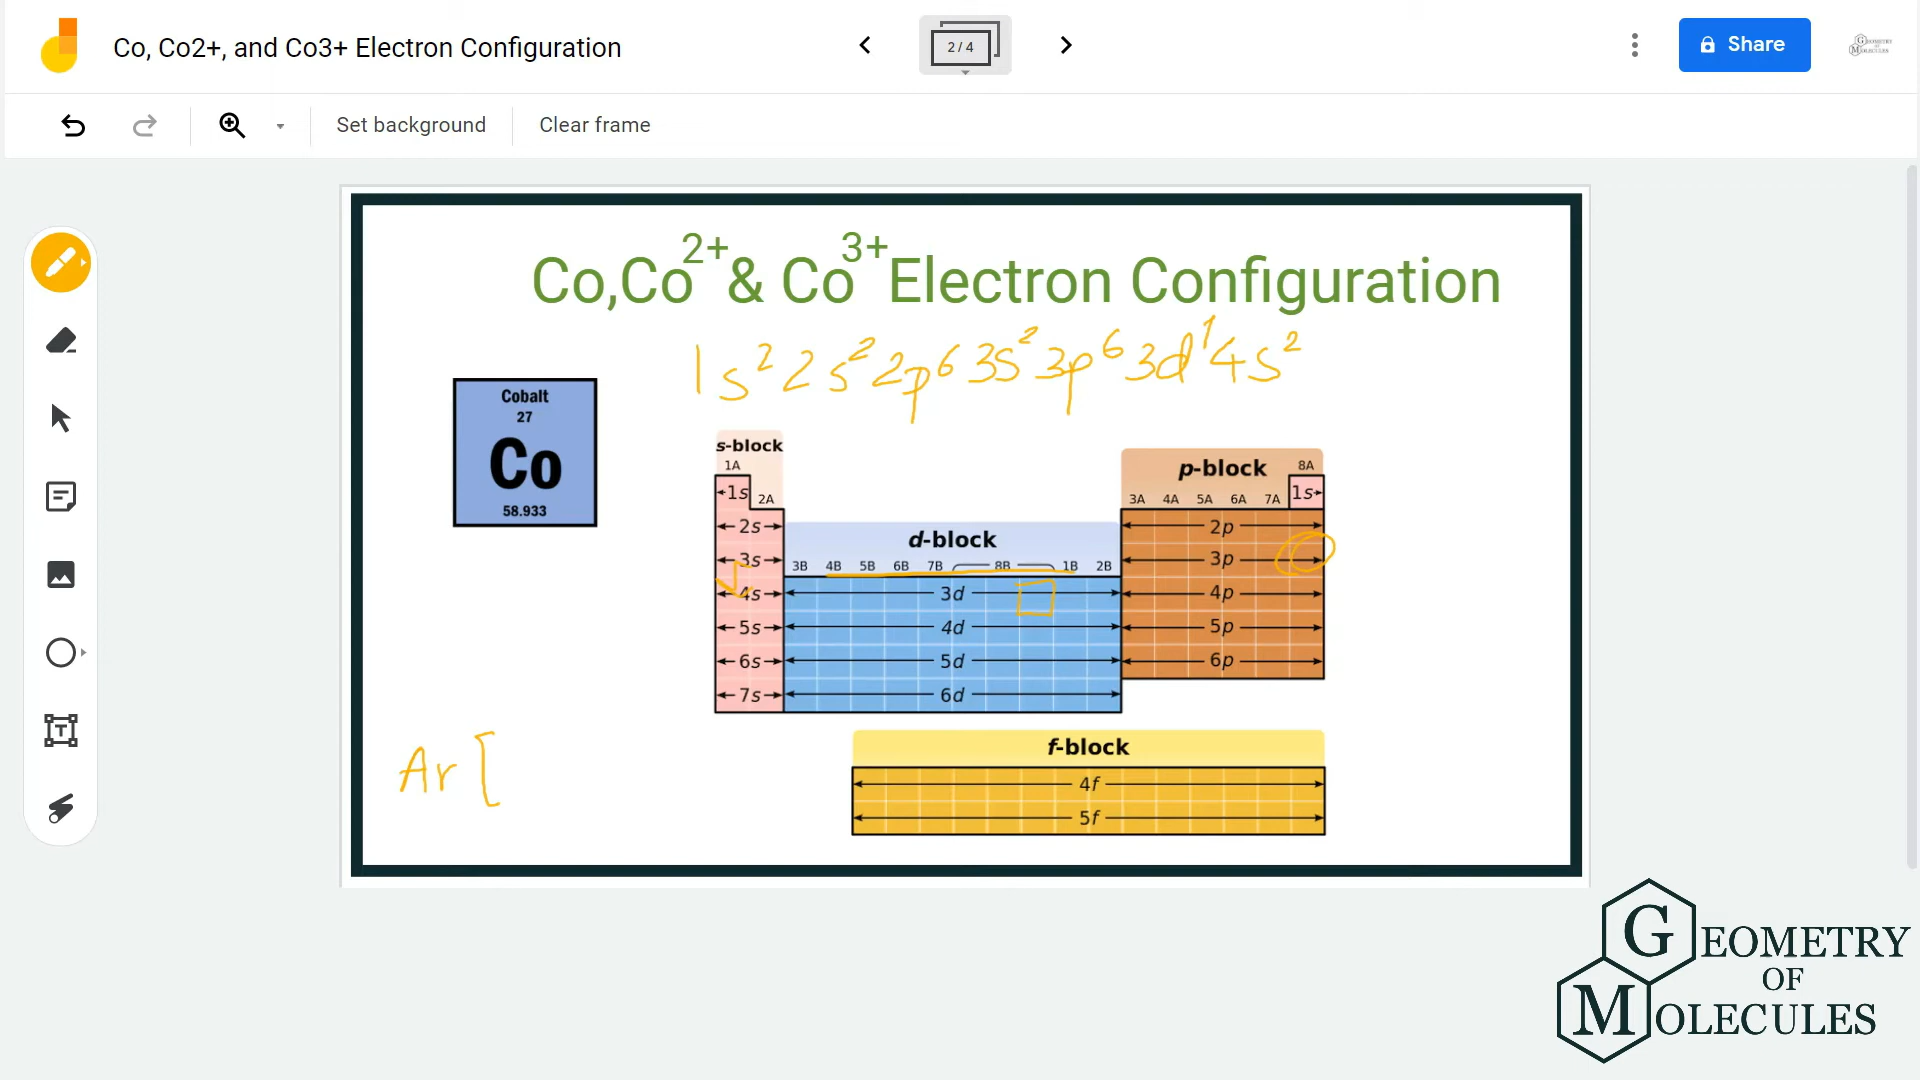 Co, Co2+, and Co3+ Electron Configuration
2 / 4
Share
GEOMETRY OF MOLECULES
Set background
Clear frame
Co,Co2+& Co3+Electron Configuration
1s2 2s2 2p6 3s2 3p6 3d1 4s2
Cobalt
27
Co
58.933
s-block
1A
2A
1s
2s
3s
4s
5s
6s
7s
d-block
3B 4B 5B 6B 7B 8B 1B 2B
3d
4d
5d
6d
p-block
8A
3A 4A 5A 6A 7A
1s
2p
3p
4p
5p
6p
f-block
4f
5f
Ar [
GEOMETRY
OF
MOLECULES